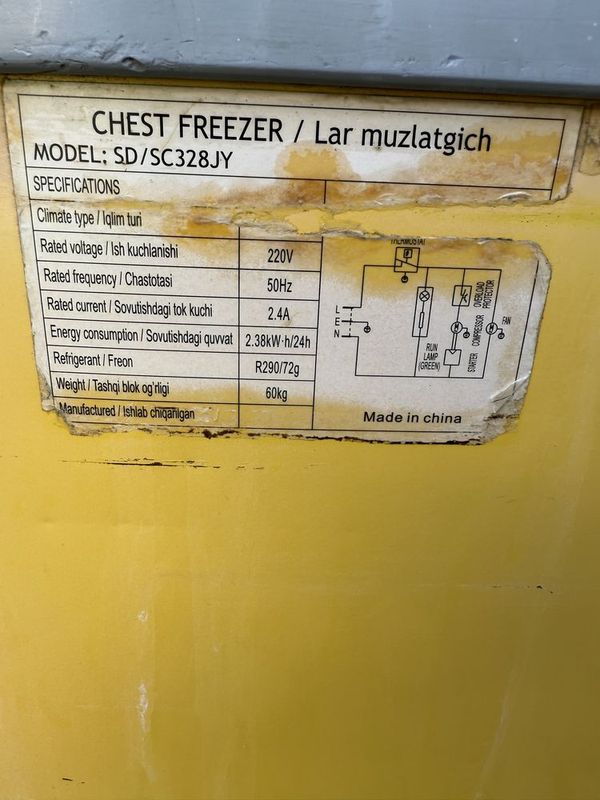 CHEST FREEZER / Lar muzlatgich
MODEL: SD/SC328JY
SPECIFICATIONS
Climate type / Iqlim turi
Rated voltage / Ish kuchlanishi 220V
Rated frequency / Chastotasi 50Hz
Rated current / Sovutishdagi tok kuchi 2.4A
Energy consumption / Sovutishdagi quvvat 2.38kW·h/24h
Refrigerant / Freon R290/72g
Weight / Tashqi blok og'rligi 60kg
Manufactured / Ishlab chiqarilgan
THERMOSTAT
L
E
N
RUN
LAMP
(GREEN)
STARTER
COMPRESSOR
OVERLOAD
PROTECTOR
FAN
Made in china